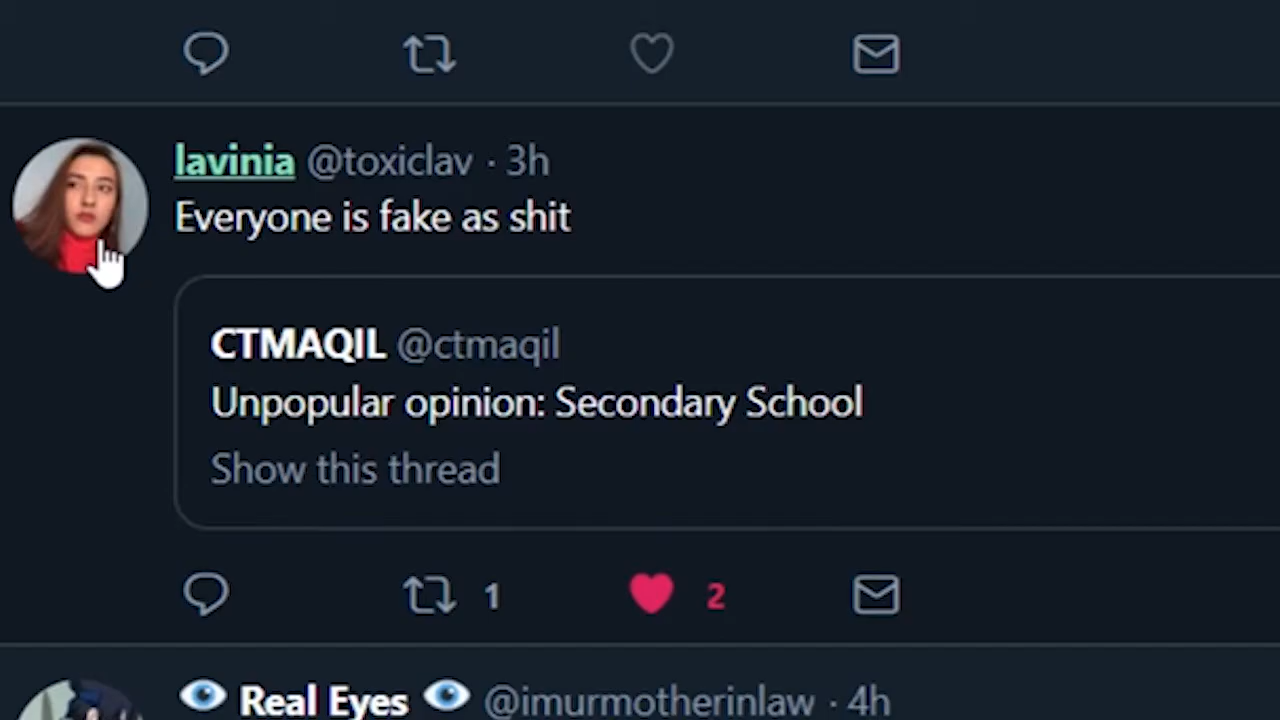 lavinia @toxiclav · 3h
Everyone is fake as shit
CTMAQIL @ctmaqil
Unpopular opinion: Secondary School
Show this thread
1 2
👁 Real Eyes 👁 @imurmotherinlaw · 4h